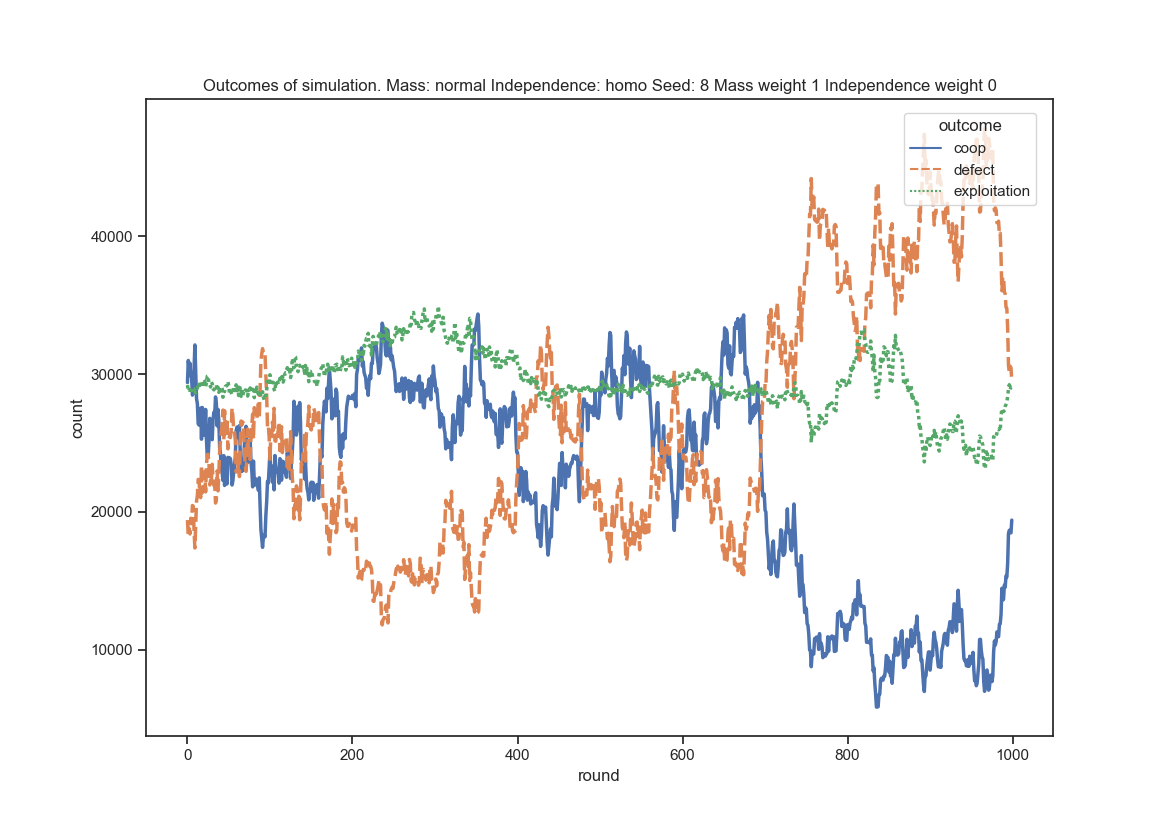 Outcomes of simulation. Mass: normal Independence: homo Seed: 8 Mass weight 1 Independence weight 0
outcome
coop
defect
exploitation
count
40000
30000
20000
10000
0
200
400
600
800
1000
round